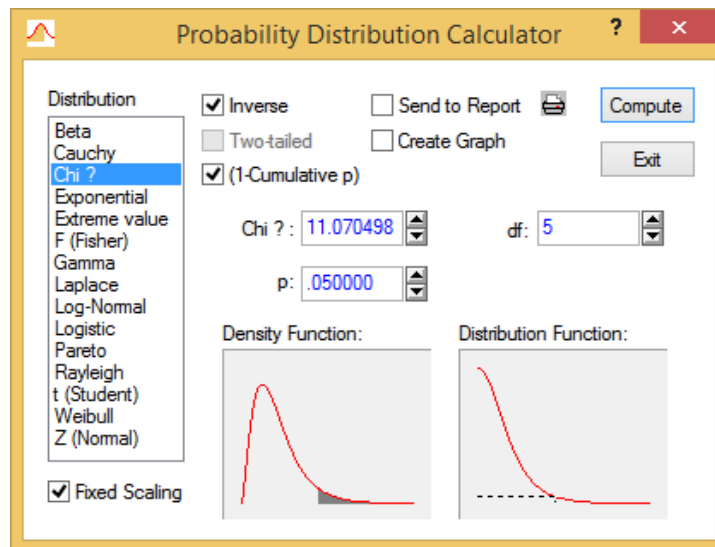 Probability Distribution Calculator ? ×
Distribution
Beta
Cauchy
Chi ?
Exponential
Extreme value
F (Fisher)
Gamma
Laplace
Log-Normal
Logistic
Pareto
Rayleigh
t (Student)
Weibull
Z (Normal)
Fixed Scaling
Inverse
Send to Report
Compute
Two-tailed
Create Graph
Exit
(1-Cumulative p)
Chi ? : 11.070498
df: 5
p: .050000
Density Function:
Distribution Function: